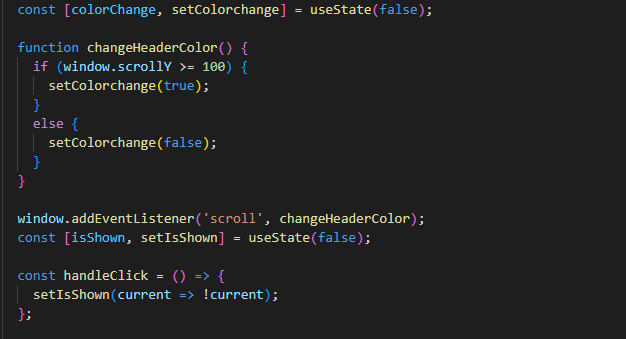 const [colorChange, setColorchange] = useState(false);
function changeHeaderColor() {
if (window.scrollY >= 100) {
setColorchange(true);
}
else {
setColorchange(false);
}
}
window.addEventListener('scroll', changeHeaderColor);
const [isShown, setIsShown] = useState(false);
const handleClick = () => {
setIsShown(current => !current);
};